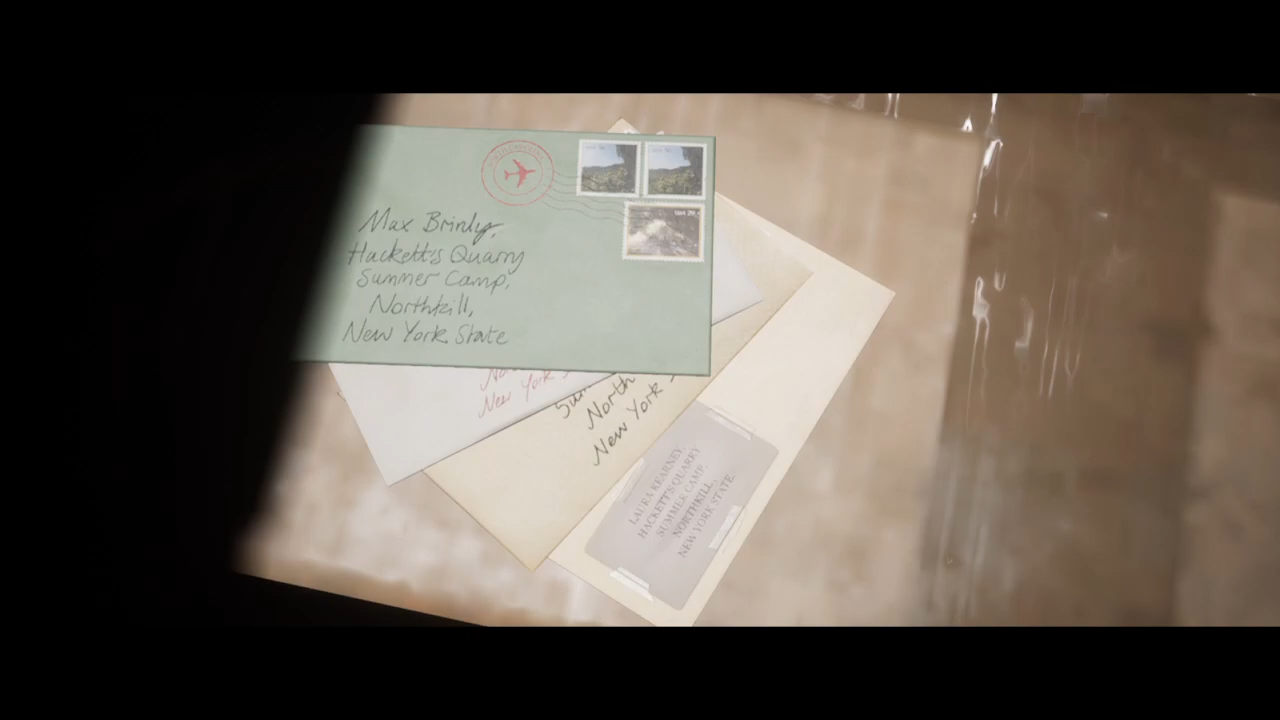 Max Brinly,
Hackett's Quarry
Summer Camp,
Northkill,
New York State
New York
North
New York
LAURA KEARNEY
HACKETT'S QUARRY
SUMMER CAMP,
NORTHKILL,
NEW YORK STATE